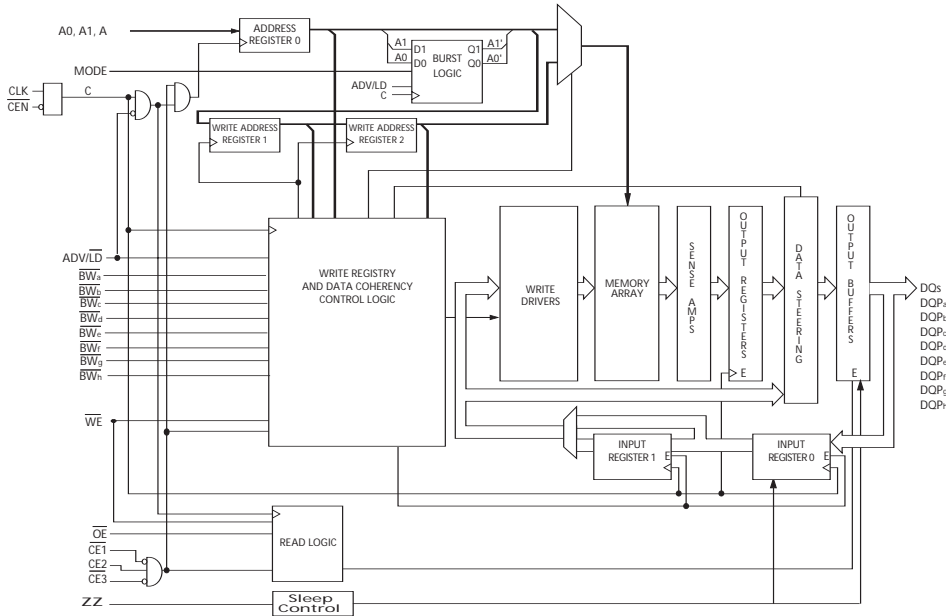 A0, A1, A
ADDRESS
REGISTER 0
A1
A0
D1
D0
BURST
LOGIC
Q1
Q0
A1'
A0'
MODE
ADV/LD
C
CLK
CEN
C
WRITE ADDRESS
REGISTER 1
WRITE ADDRESS
REGISTER 2
ADV/LD
BWa
BWb
BWc
BWd
BWe
BWf
BWg
BWh
WE
WRITE REGISTRY
AND DATA COHERENCY
CONTROL LOGIC
WRITE
DRIVERS
MEMORY
ARRAY
SENSE AMPS
OUTPUT REGISTERS
E
DATA STEERING
OUTPUT BUFFERS
E
DQs
DQPa
DQPb
DQPc
DQPd
DQPe
DQPf
DQPg
DQPh
INPUT
REGISTER 1
E
INPUT
REGISTER 0
E
OE
CE1
CE2
CE3
READ LOGIC
ZZ
Sleep
Control